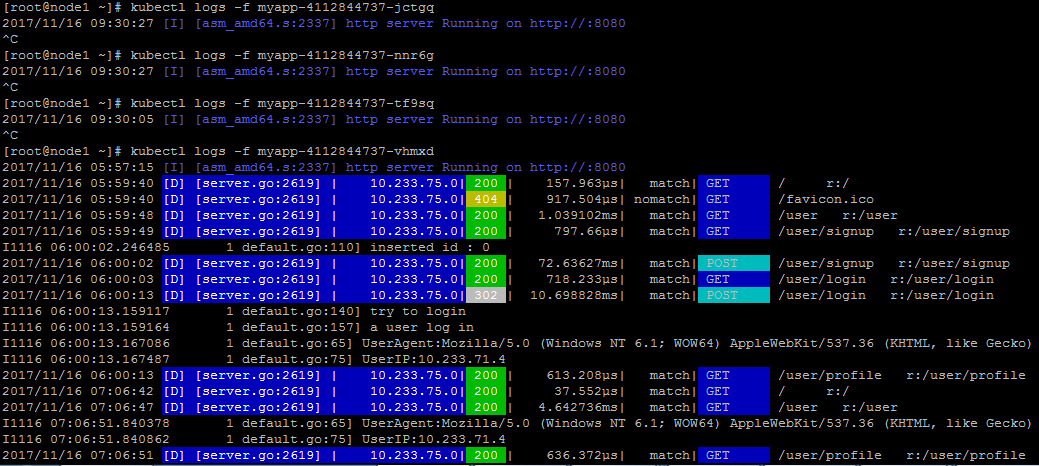 [root@node1 ~]# kubectl logs -f myapp-4112844737-jctgq
2017/11/16 09:30:27 [I] [asm_amd64.s:2337] http server Running on http://:8080
^C
[root@node1 ~]# kubectl logs -f myapp-4112844737-nnr6g
2017/11/16 09:30:27 [I] [asm_amd64.s:2337] http server Running on http://:8080
^C
[root@node1 ~]# kubectl logs -f myapp-4112844737-tf9sq
2017/11/16 09:30:05 [I] [asm_amd64.s:2337] http server Running on http://:8080
^C
[root@node1 ~]# kubectl logs -f myapp-4112844737-vhmxd
2017/11/16 05:57:15 [I] [asm_amd64.s:2337] http server Running on http://:8080
2017/11/16 05:59:40 [D] [server.go:2619] | 10.233.75.0| 200 | 157.963µs| match| GET / r:/
2017/11/16 05:59:40 [D] [server.go:2619] | 10.233.75.0| 404 | 917.504µs| nomatch| GET /favicon.ico
2017/11/16 05:59:48 [D] [server.go:2619] | 10.233.75.0| 200 | 1.039102ms| match| GET /user r:/user
2017/11/16 05:59:49 [D] [server.go:2619] | 10.233.75.0| 200 | 797.66µs| match| GET /user/signup r:/user/signup
I1116 06:00:02.246485 1 default.go:110] inserted id : 0
2017/11/16 06:00:02 [D] [server.go:2619] | 10.233.75.0| 200 | 72.63627ms| match| POST /user/signup r:/user/signup
2017/11/16 06:00:03 [D] [server.go:2619] | 10.233.75.0| 200 | 718.233µs| match| GET /user/login r:/user/login
2017/11/16 06:00:13 [D] [server.go:2619] | 10.233.75.0| 302 | 10.698828ms| match| POST /user/login r:/user/login
I1116 06:00:13.159117 1 default.go:140] try to login
I1116 06:00:13.159164 1 default.go:157] a user log in
I1116 06:00:13.167086 1 default.go:65] UserAgent:Mozilla/5.0 (Windows NT 6.1; WOW64) AppleWebKit/537.36 (KHTML, like Gecko)
I1116 06:00:13.167487 1 default.go:75] UserIP:10.233.71.4
2017/11/16 06:00:13 [D] [server.go:2619] | 10.233.75.0| 200 | 613.208µs| match| GET /user/profile r:/user/profile
2017/11/16 07:06:42 [D] [server.go:2619] | 10.233.75.0| 200 | 37.552µs| match| GET / r:/
2017/11/16 07:06:47 [D] [server.go:2619] | 10.233.75.0| 200 | 4.642736ms| match| GET /user r:/user
I1116 07:06:51.840378 1 default.go:65] UserAgent:Mozilla/5.0 (Windows NT 6.1; WOW64) AppleWebKit/537.36 (KHTML, like Gecko)
I1116 07:06:51.840862 1 default.go:75] UserIP:10.233.71.4
2017/11/16 07:06:51 [D] [server.go:2619] | 10.233.75.0| 200 | 636.372µs| match| GET /user/profile r:/user/profile